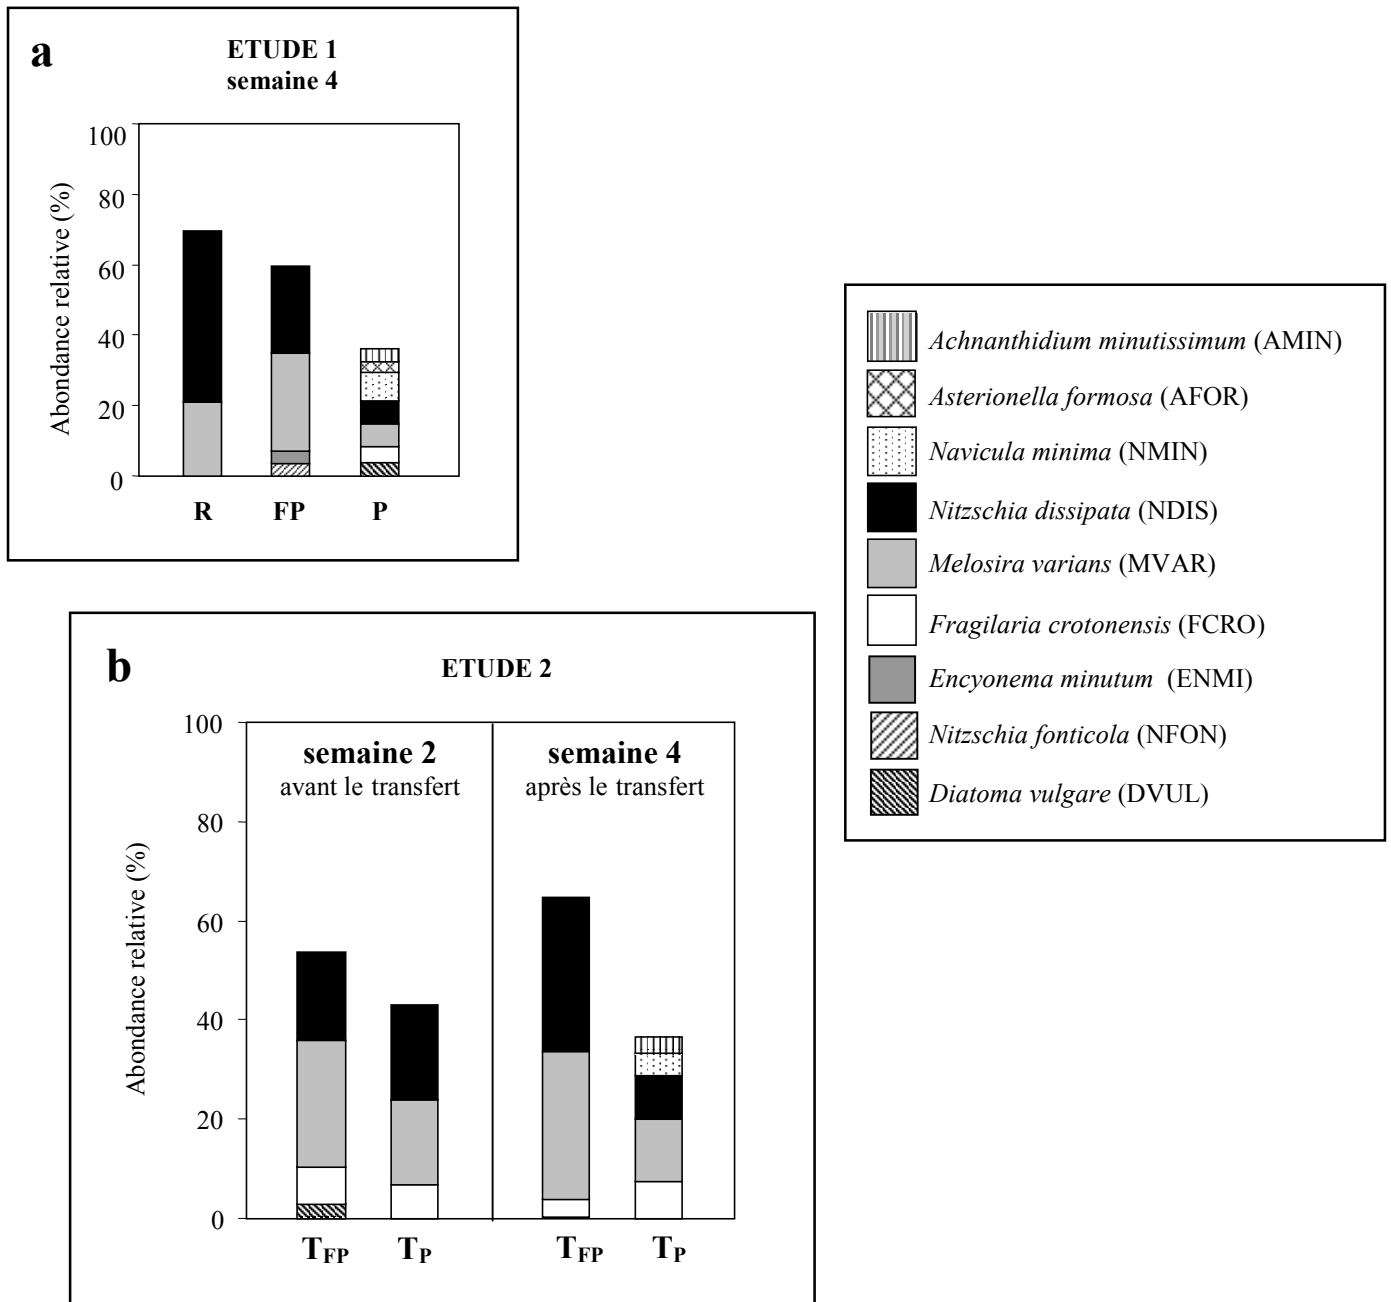 a
ETUDE 1
semaine 4
Abondance relative (%)
100
80
60
40
20
0
R FP P
Achnanthidium minutissimum (AMIN)
Asterionella formosa (AFOR)
Navicula minima (NMIN)
Nitzschia dissipata (NDIS)
Melosira varians (MVAR)
Fragilaria crotonensis (FCRO)
Encyonema minutum (ENMI)
Nitzschia fonticola (NFON)
Diatoma vulgare (DVUL)
b
ETUDE 2
semaine 2
avant le transfert
semaine 4
après le transfert
Abondance relative (%)
100
80
60
40
20
0
TFP TP TFP TP